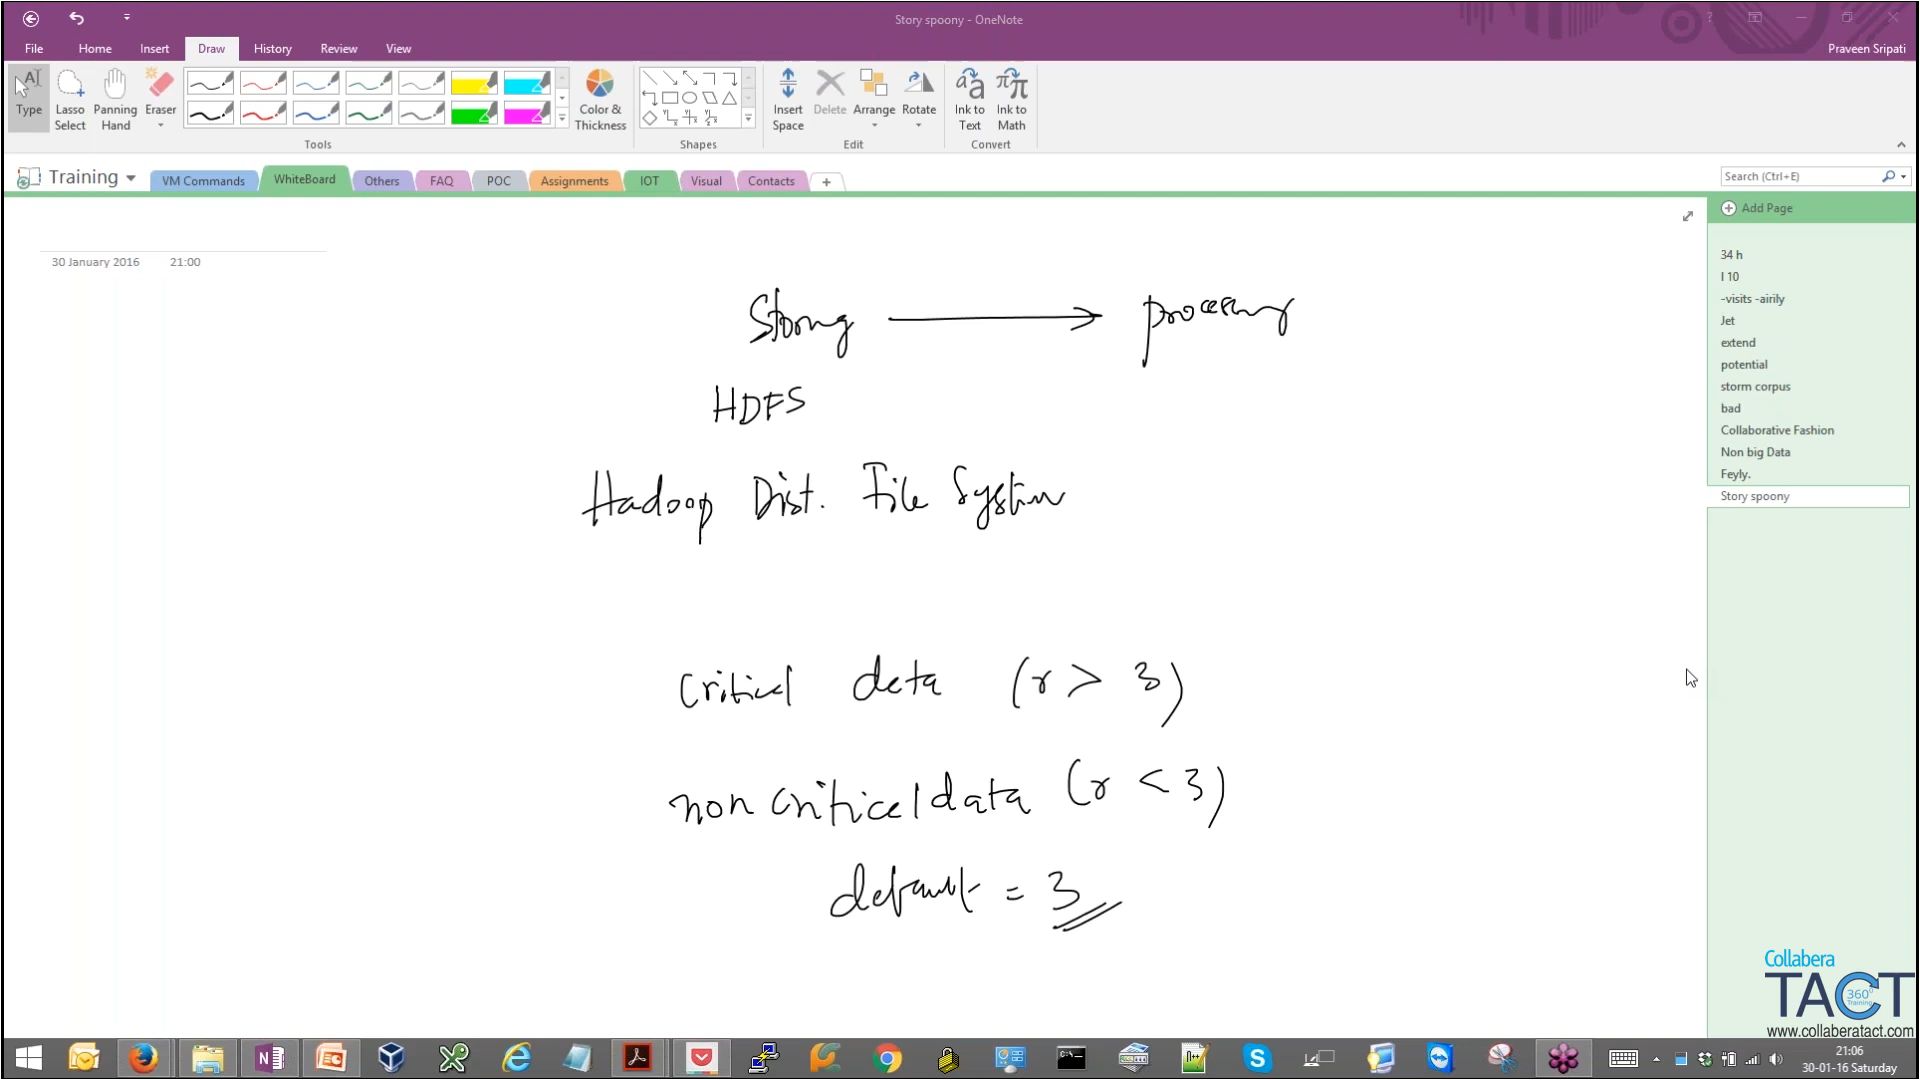 Story spoony - OneNote
File Home Insert Draw History Review View Praveen Sripati
Type Lasso Select Panning Hand Eraser Color & Thickness Insert Space Delete Arrange Rotate Ink to Text Ink to Math
Tools Shapes Edit Convert
Training VM Commands WhiteBoard Others FAQ POC Assignments IOT Visual Contacts Search (Ctrl+E)
Add Page
30 January 2016 21:00
34 h
I 10
-visits -airily
Jet
extend
potential
storm corpus
bad
Collaborative Fashion
Non big Data
Feyly.
Story spoony
Storing processing
HDFS
Hadoop Dist. File System
Critical data (r > 3)
non critical data (r < 3)
default = 3
Collabera
TACT
360° Training
www.collaberatact.com
21:06
30-01-16 Saturday